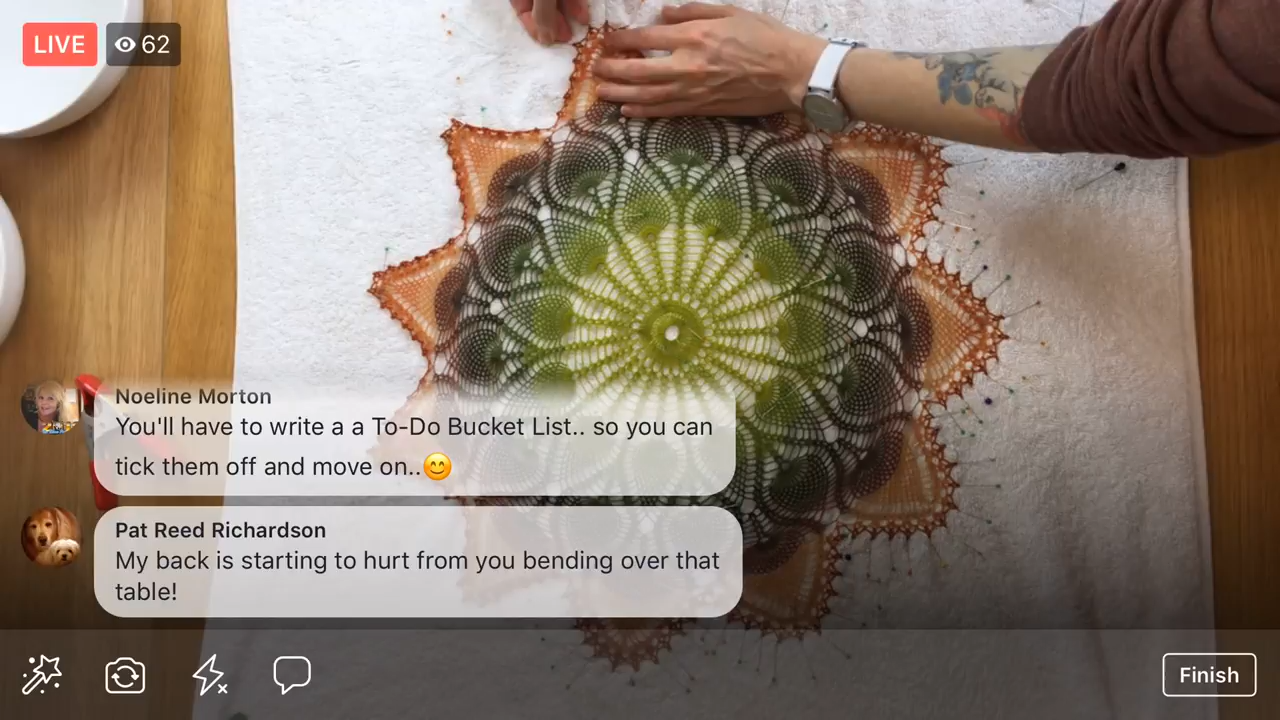 LIVE 62
Noeline Morton
You'll have to write a a To-Do Bucket List.. so you can
tick them off and move on..😊
Pat Reed Richardson
My back is starting to hurt from you bending over that
table!
Finish